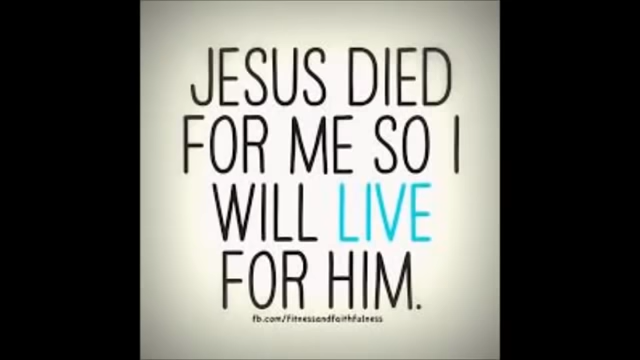 JESUS DIED
FOR ME SO I
WILL LIVE
FOR HIM.
fb.com/fitnessandfaithfulness